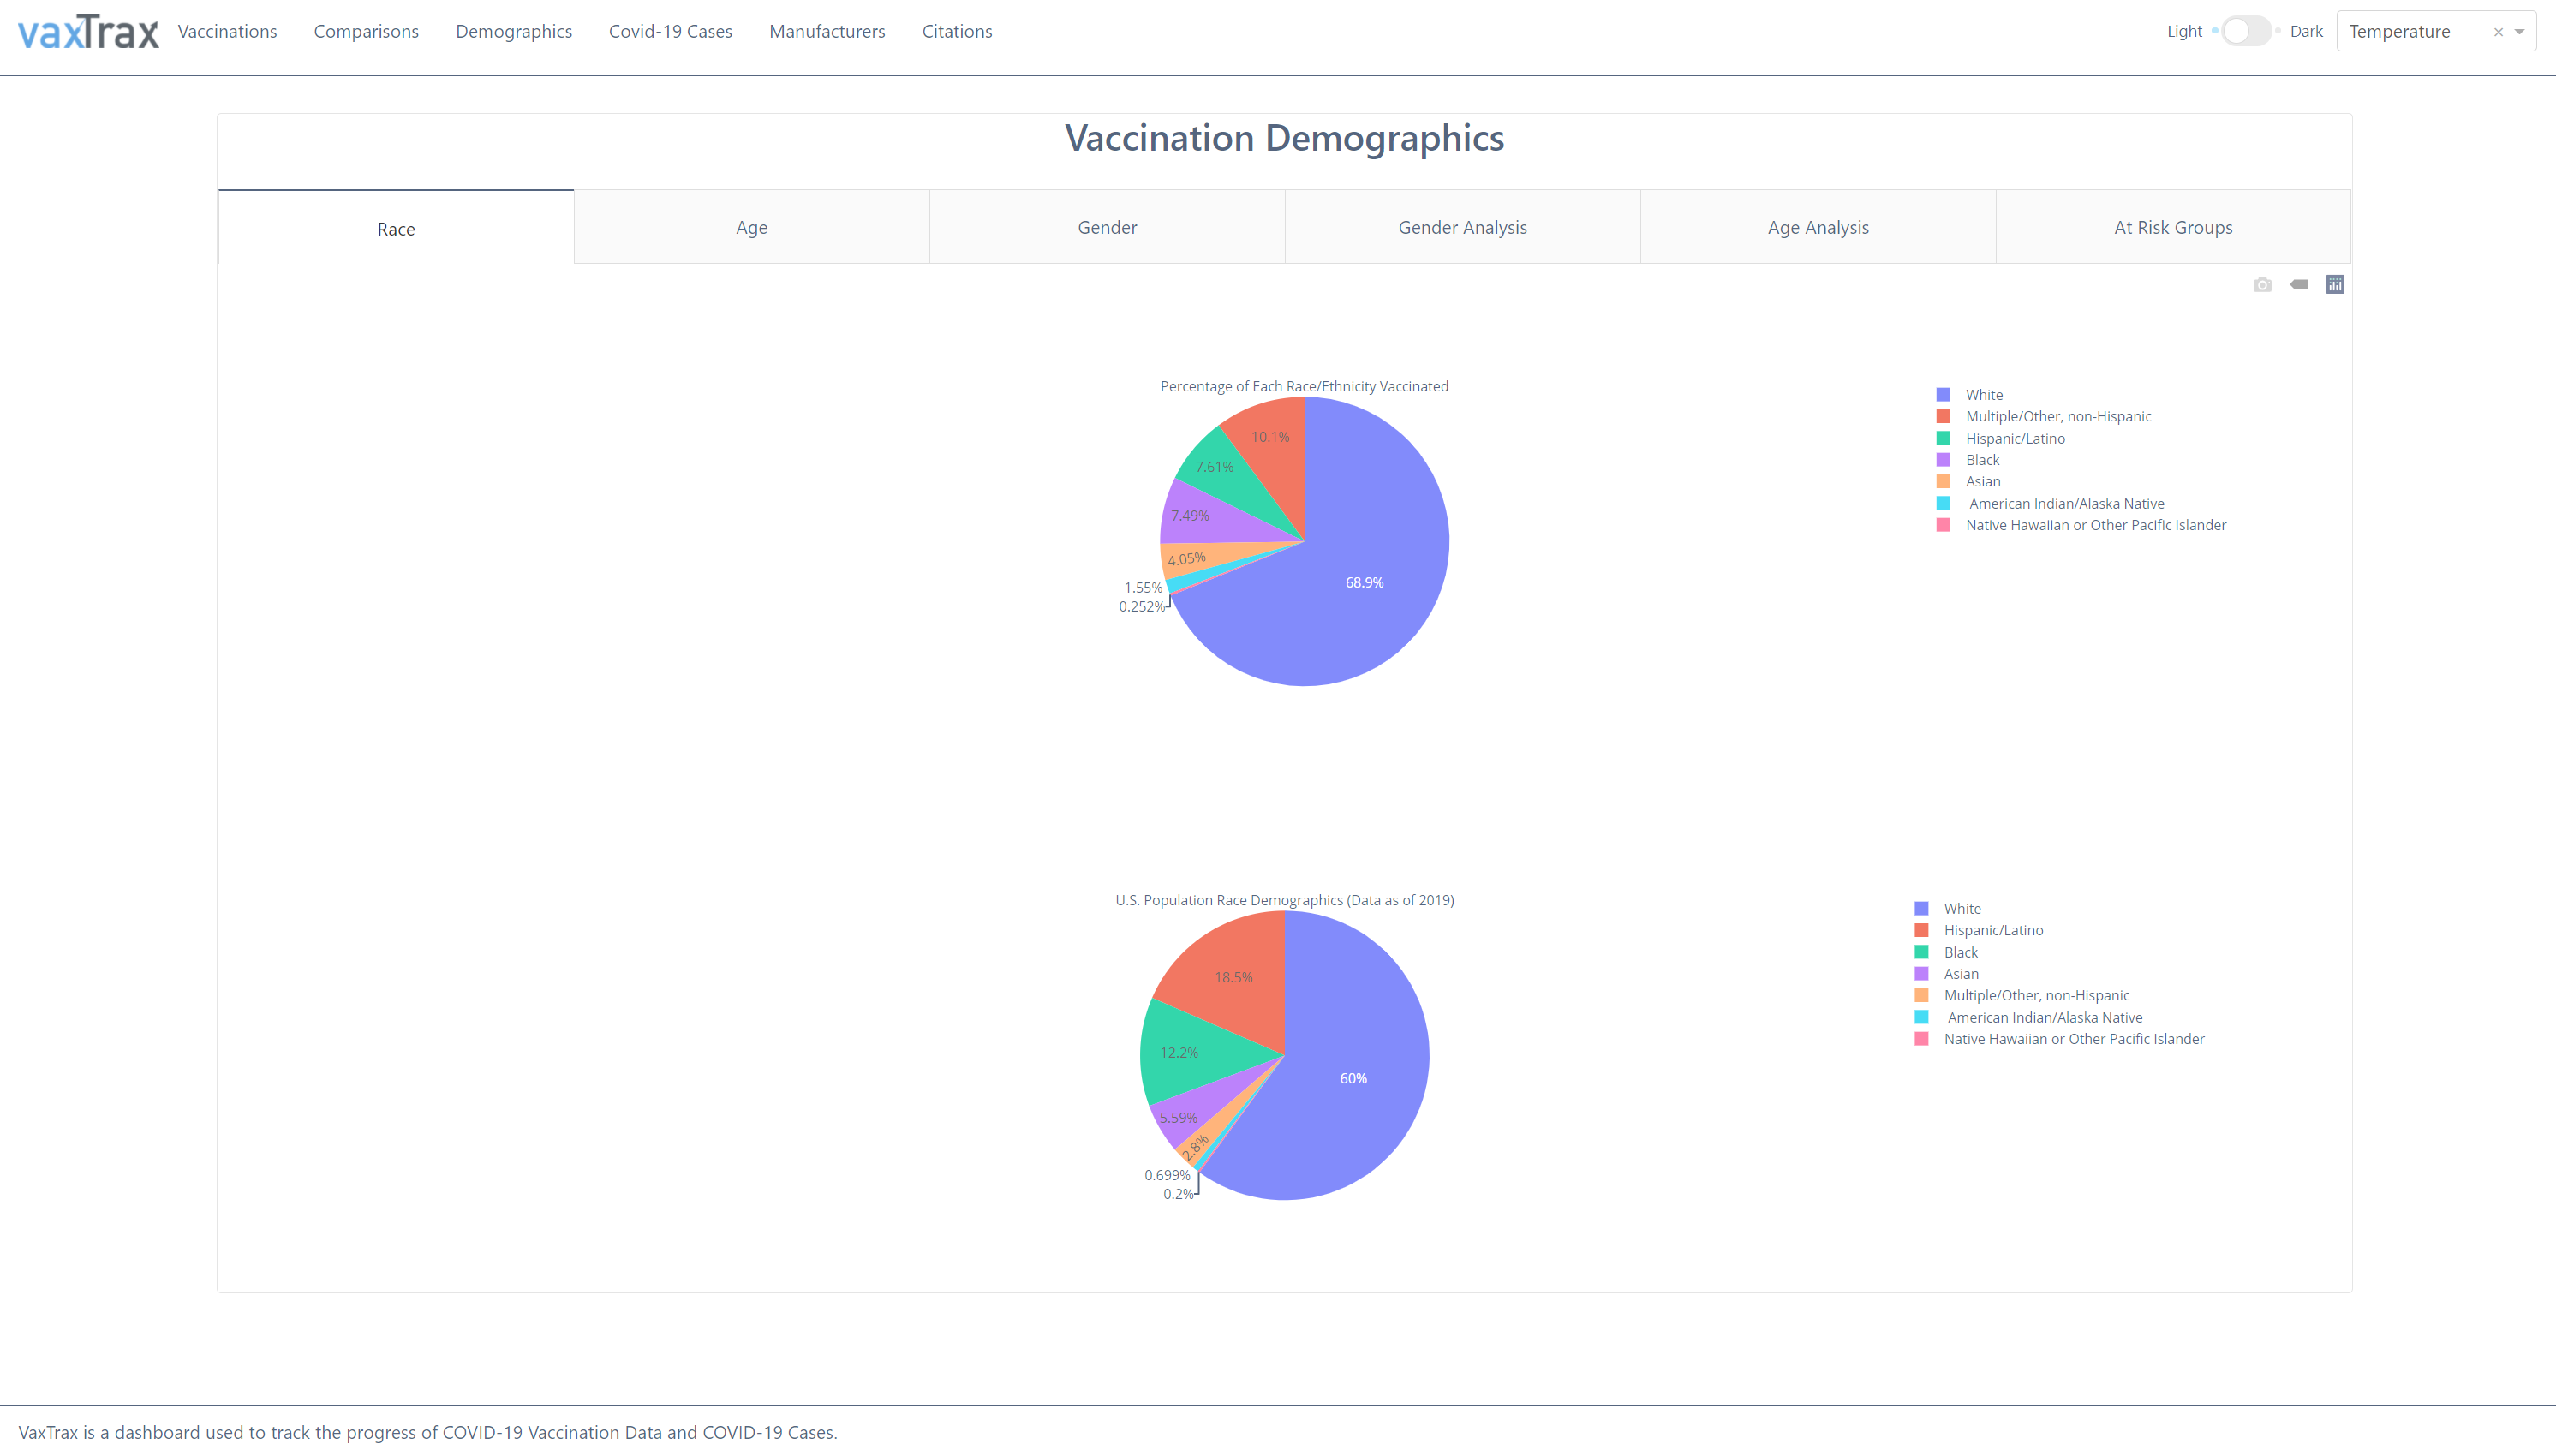 vaxTrax Vaccinations Comparisons Demographics Covid-19 Cases Manufacturers Citations Light Dark Temperature × 
Vaccination Demographics
Race Age Gender Gender Analysis Age Analysis At Risk Groups
Percentage of Each Race/Ethnicity Vaccinated
10.1%
7.61%
7.49%
4.05%
1.55%
0.252%
68.9%
White
Multiple/Other, non-Hispanic
Hispanic/Latino
Black
Asian
American Indian/Alaska Native
Native Hawaiian or Other Pacific Islander
U.S. Population Race Demographics (Data as of 2019)
18.5%
12.2%
5.59%
2.8%
0.699%
0.2%
60%
White
Hispanic/Latino
Black
Asian
Multiple/Other, non-Hispanic
American Indian/Alaska Native
Native Hawaiian or Other Pacific Islander
VaxTrax is a dashboard used to track the progress of COVID-19 Vaccination Data and COVID-19 Cases.